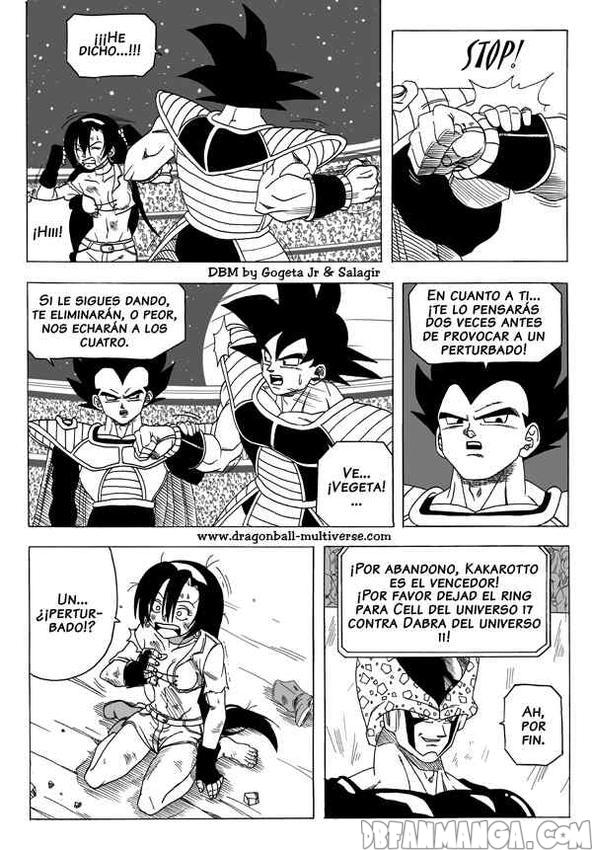 ¡¡¡HE
DICHO...!!!
STOP!
¡HIII!
DBM by Gogeta Jr & Salagir
SI LE SIGUES DANDO,
TE ELIMINARÁN, O PEOR,
NOS ECHARÁN A LOS
CUATRO.
VE...
¡VEGETA!
...
EN CUANTO A TI...
¡TE LO PENSARÁS
DOS VECES ANTES
DE PROVOCAR A UN
PERTURBADO!
www.dragonball-multiverse.com
UN...
¿¡PERTUR-
BADO!?
¡POR ABANDONO, KAKAROTTO
ES EL VENCEDOR!
¡POR FAVOR DEJAD EL RING
PARA CELL DEL UNIVERSO 17
CONTRA DABRA DEL UNIVERSO
11!
AH,
POR
FIN.
DBFANMANGA.COM